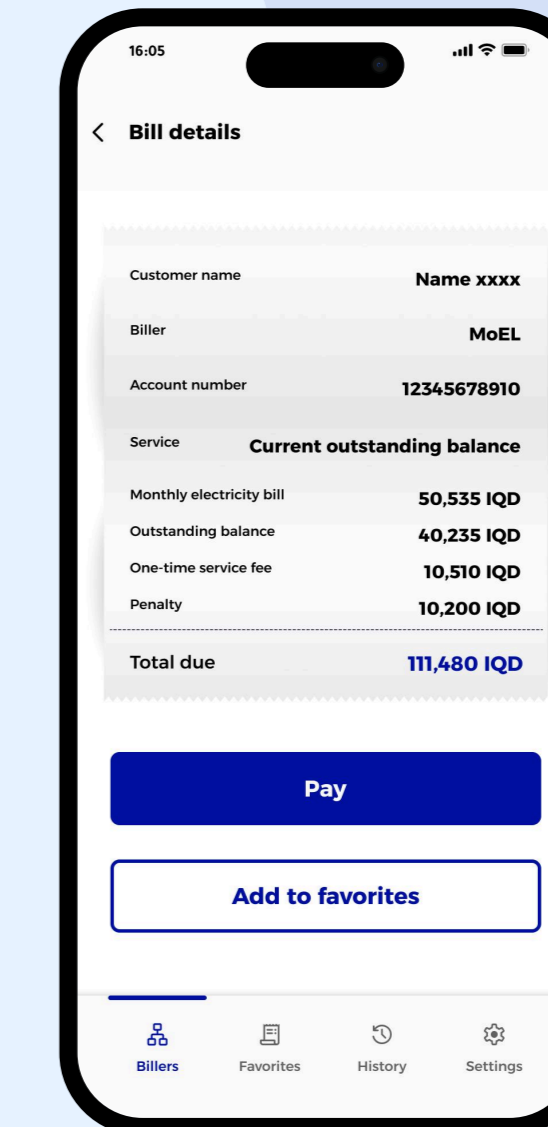 16:05
Bill details
Customer name Name xxxx
Biller MoEL
Account number 12345678910
Service Current outstanding balance
Monthly electricity bill 50,535 IQD
Outstanding balance 40,235 IQD
One-time service fee 10,510 IQD
Penalty 10,200 IQD
Total due 111,480 IQD
Pay
Add to favorites
Billers Favorites History Settings